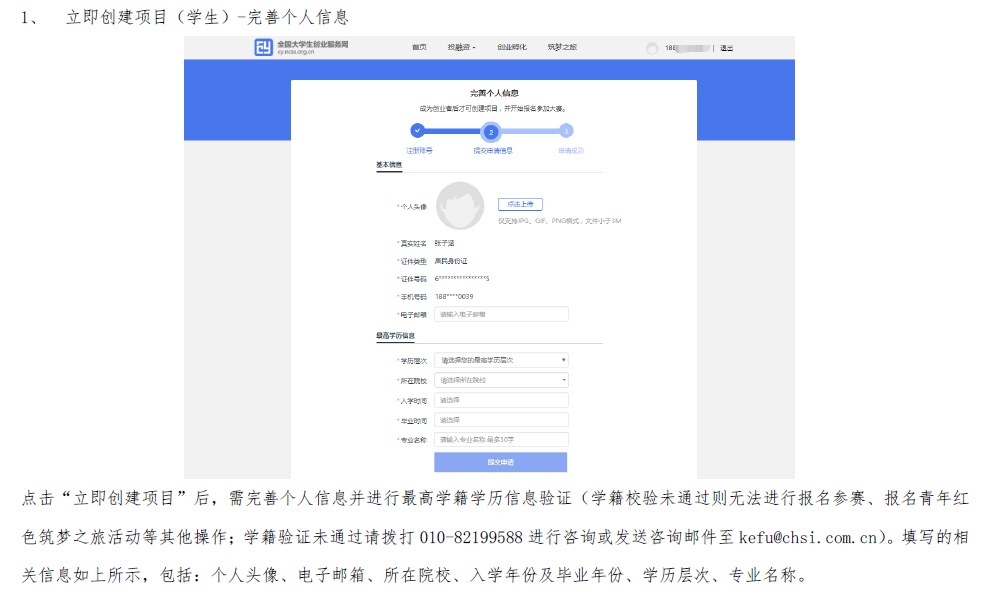 1、 立即创建项目（学生）-完善个人信息
全国大学生创业服务网
cy.ncss.org.cn
首页 投融资 创业孵化 筑梦之旅 188 | 退出
完善个人信息
成为创业者后才可创建项目，并开始报名参加大赛。
2 3
注册账号 提交申请信息 申请成功
基本信息
*个人头像 点击上传
仅支持JPG、GIF、PNG格式，文件小于3M
*真实姓名 张子涵
*证件类型 居民身份证
*证件号码 6****************5
*手机号码 188****0039
*电子邮箱 请输入电子邮箱
最高学历信息
*学历层次 请选择您的最高学历层次
*所在院校 请选择所在院校
*入学时间 请选择
*毕业时间 请选择
*专业名称 请输入专业名称,最多30字
提交申请
点击“立即创建项目”后，需完善个人信息并进行最高学籍学历信息验证（学籍校验未通过则无法进行报名参赛、报名青年红
色筑梦之旅活动等其他操作；学籍验证未通过请拨打 010-82199588 进行咨询或发送咨询邮件至 kefu@chsi.com.cn）。填写的相
关信息如上所示，包括：个人头像、电子邮箱、所在院校、入学年份及毕业年份、学历层次、专业名称。